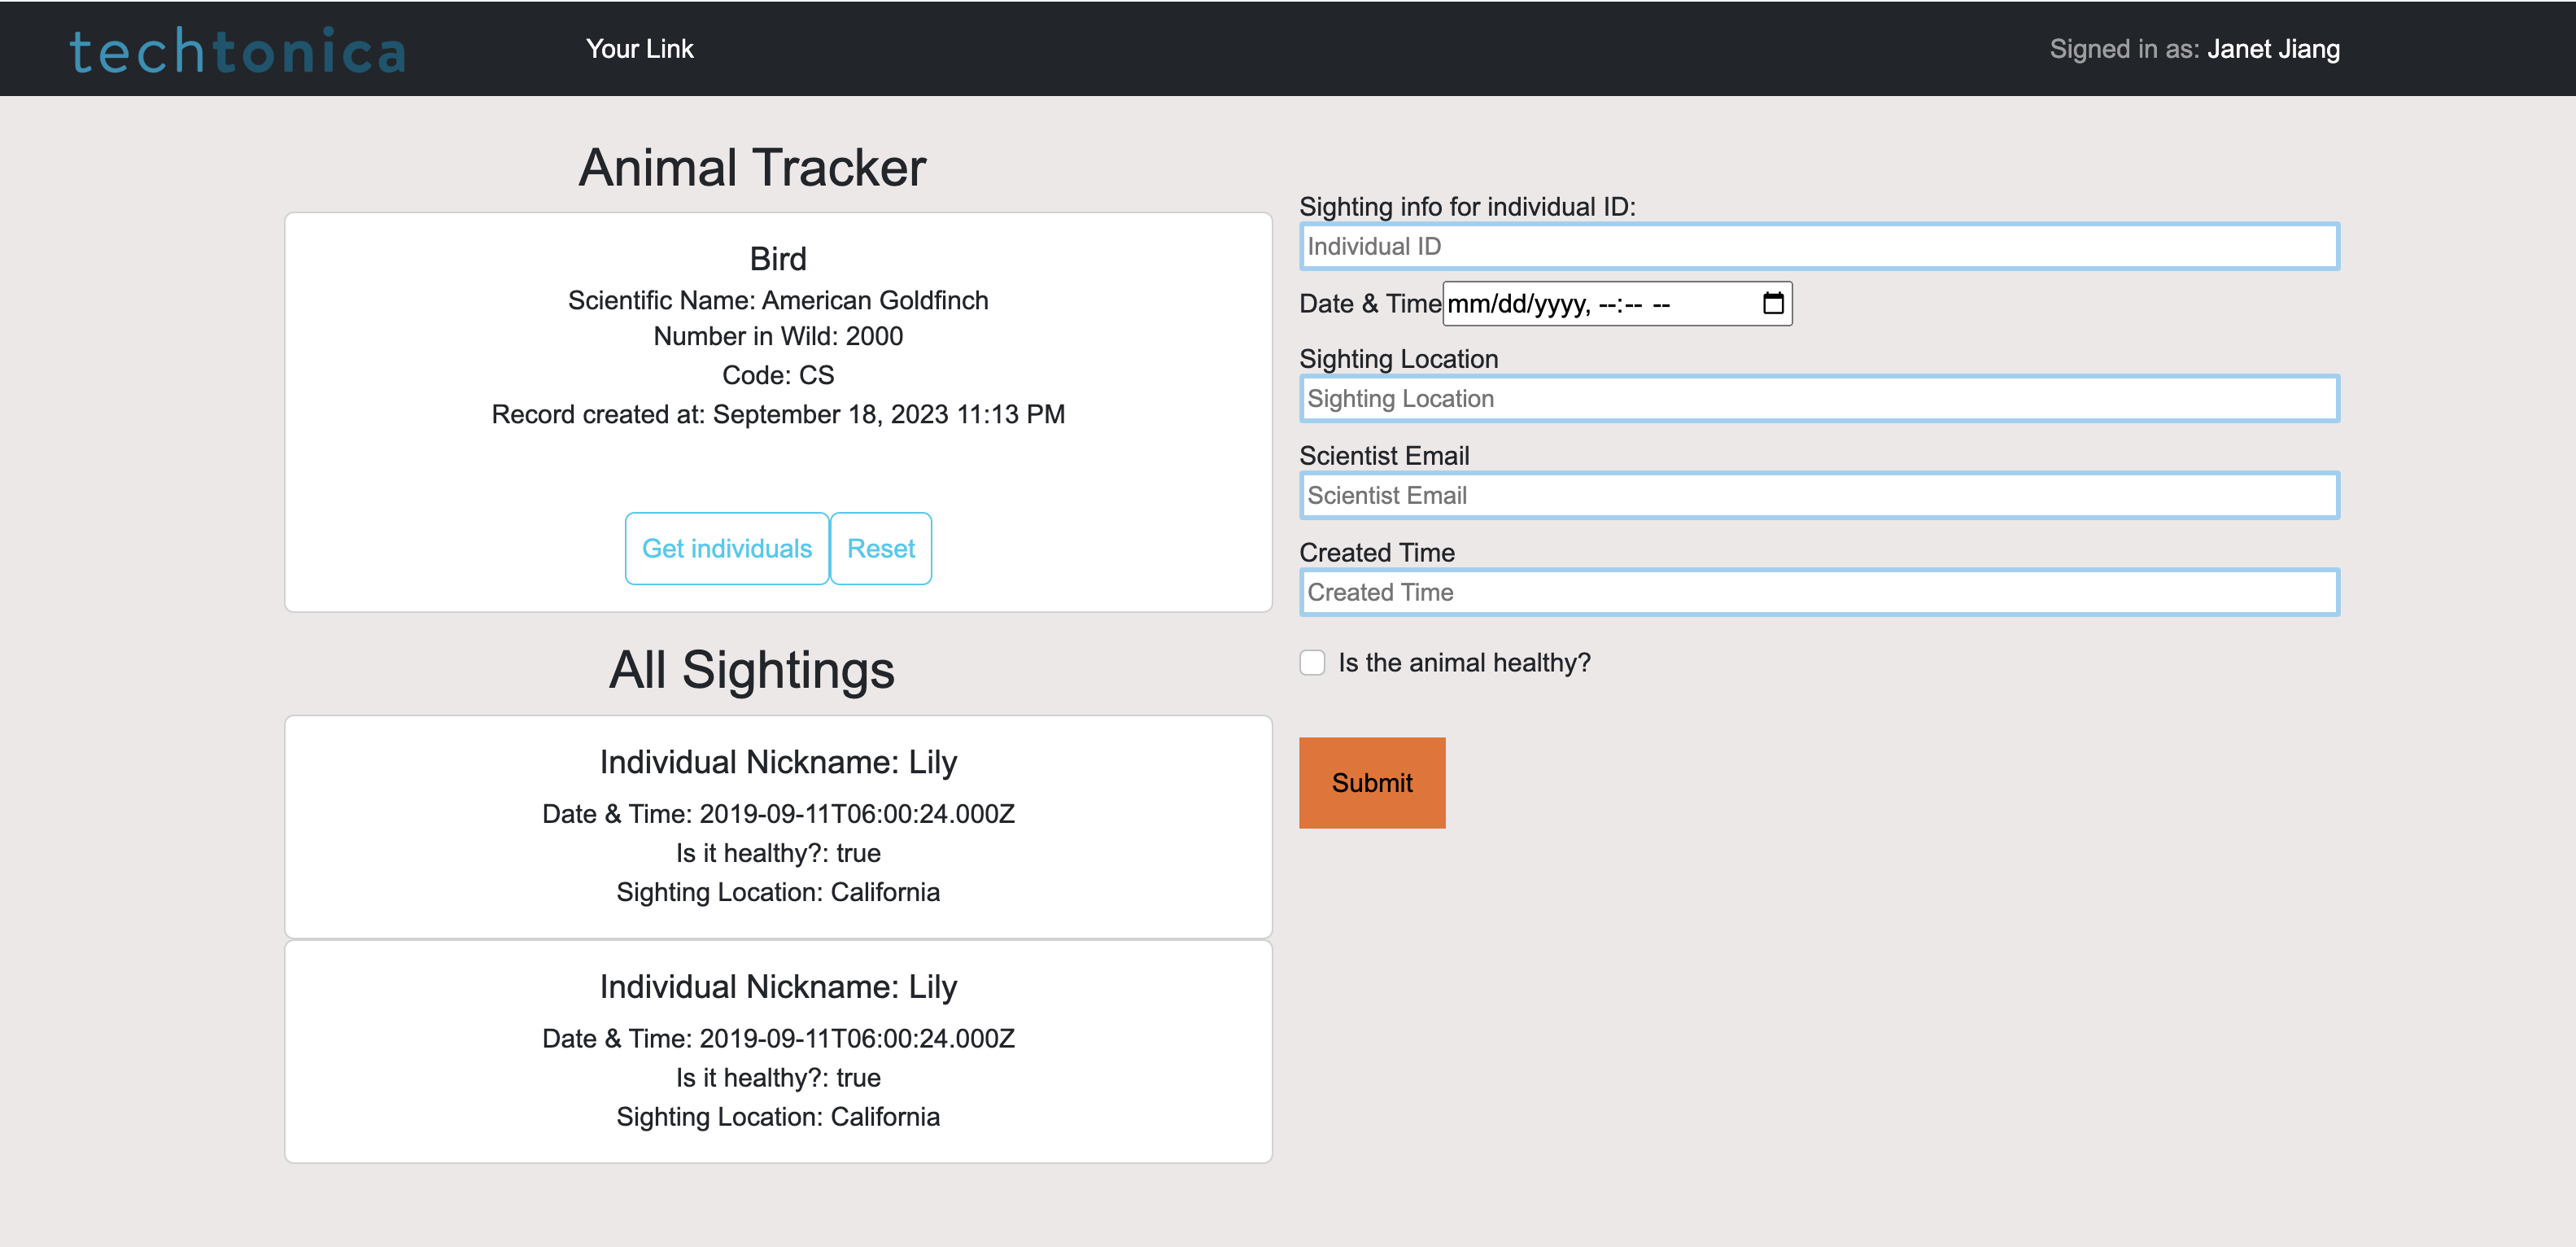 techtonica
Your Link
Signed in as: Janet Jiang
Animal Tracker
Bird
Scientific Name: American Goldfinch
Number in Wild: 2000
Code: CS
Record created at: September 18, 2023 11:13 PM
Get individuals
Reset
All Sightings
Individual Nickname: Lily
Date & Time: 2019-09-11T06:00:24.000Z
Is it healthy?: true
Sighting Location: California
Individual Nickname: Lily
Date & Time: 2019-09-11T06:00:24.000Z
Is it healthy?: true
Sighting Location: California
Sighting info for individual ID:
Individual ID
Date & Time mm/dd/yyyy, --:-- --
Sighting Location
Sighting Location
Scientist Email
Scientist Email
Created Time
Created Time
Is the animal healthy?
Submit